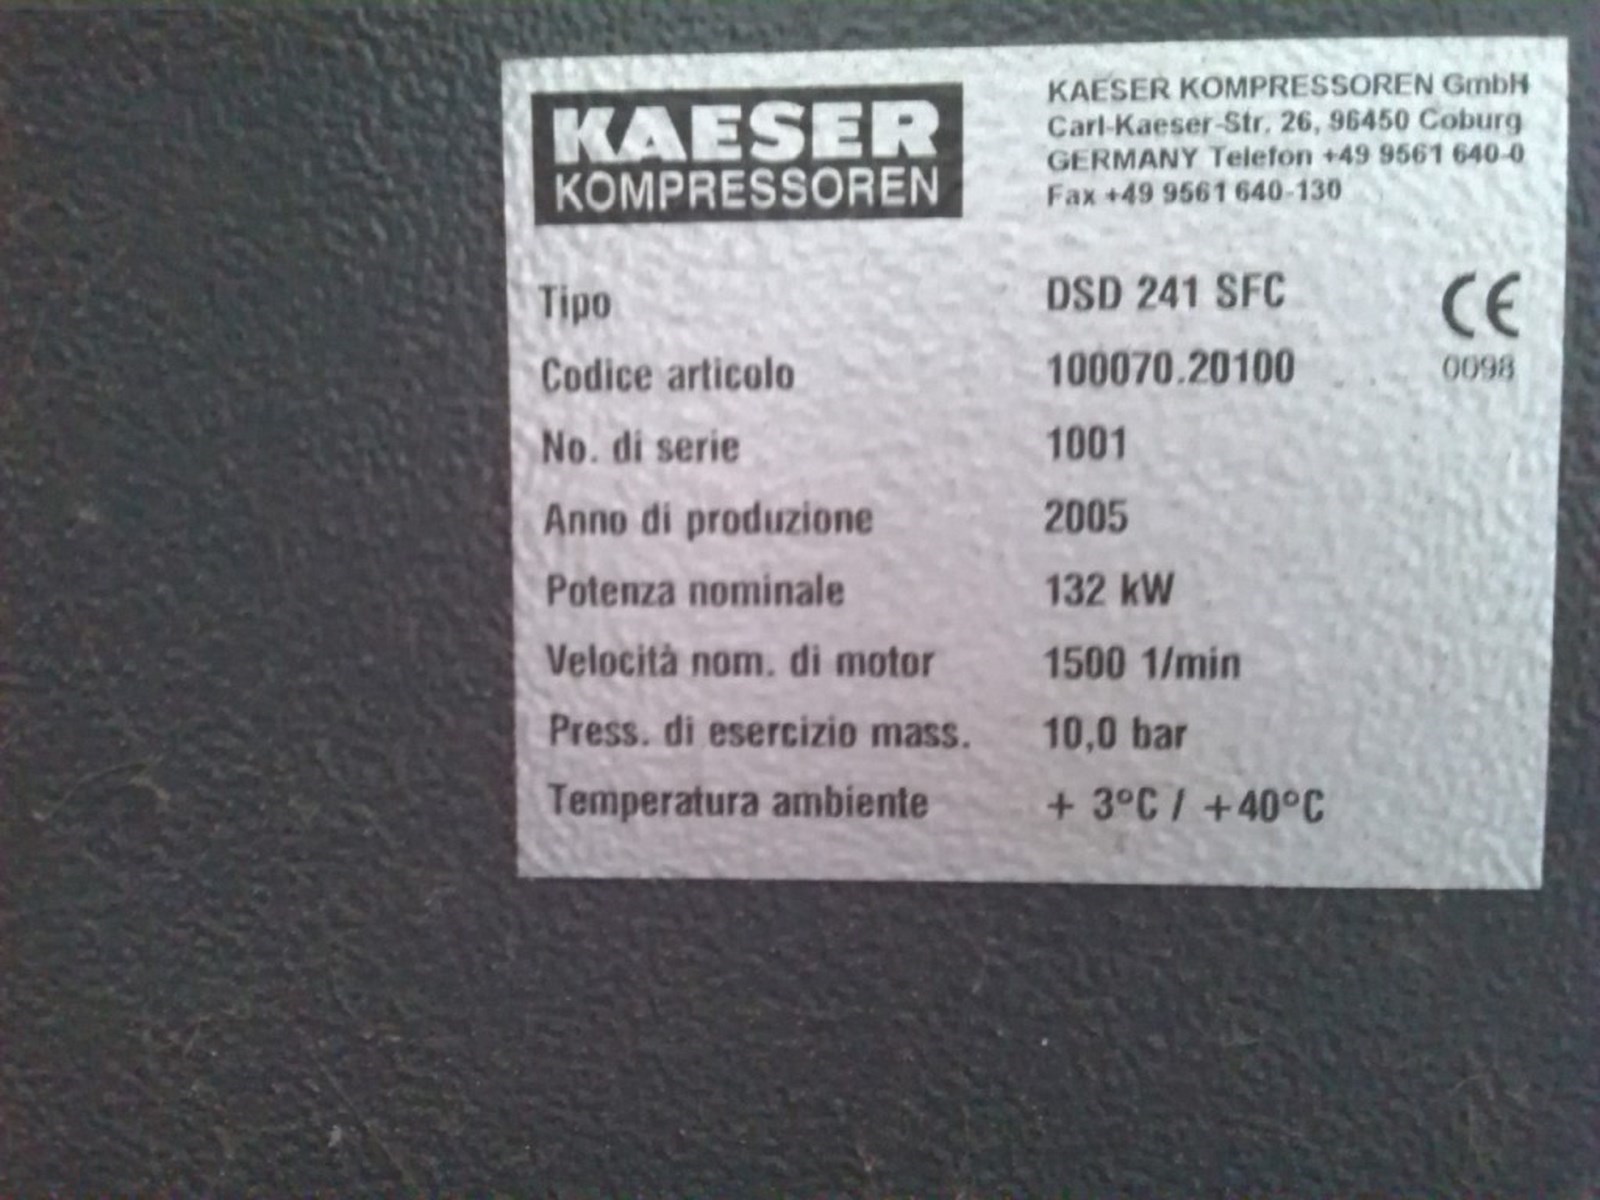 KAESER
KOMPRESSOREN
KAESER KOMPRESSOREN GmbH
Carl-Kaeser-Str. 26, 96450 Coburg
GERMANY Telefon +49 9561 640-0
Fax +49 9561 640-130
Tipo DSD 241 SFC CE
Codice articolo 100070.20100 0098
No. di serie 1001
Anno di produzione 2005
Potenza nominale 132 kW
Velocità nom. di motor 1500 1/min
Press. di esercizio mass. 10,0 bar
Temperatura ambiente + 3°C / +40°C